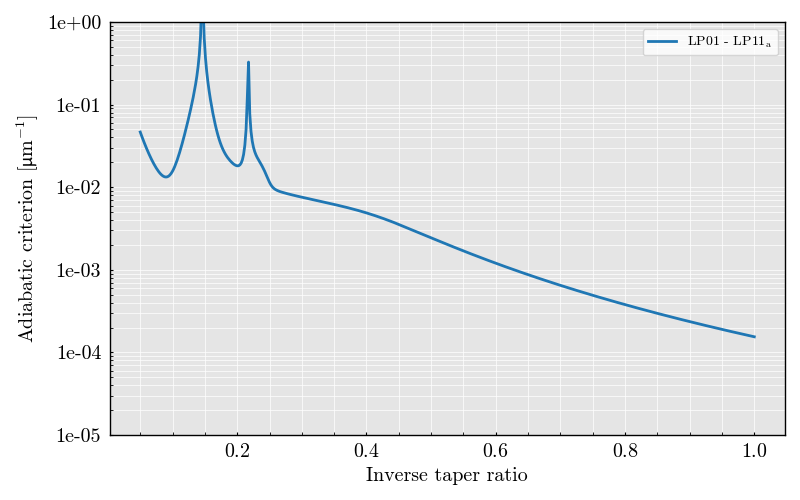 1e+00
1e-01
1e-02
1e-03
1e-04
1e-05
Adiabatic criterion [µm⁻¹]
LP01 - LP11ₐ
0.2 0.4 0.6 0.8 1.0
Inverse taper ratio